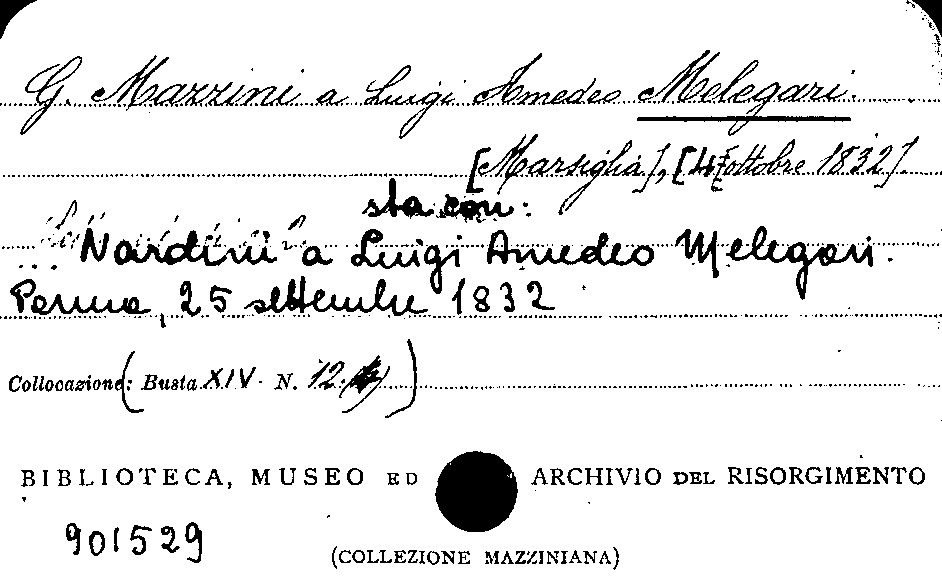 G. Mazzini a Luigi Amedeo Melegari.
[Marsiglia], [4 ottobre 1832].
sta con:
... Nardini a Luigi Amedeo Melegari.
Parma, 25 settembre 1832
Collocazione: (Busta XIV. N. 12. )
BIBLIOTECA, MUSEO ED ARCHIVIO DEL RISORGIMENTO
901529
(COLLEZIONE MAZZINIANA)